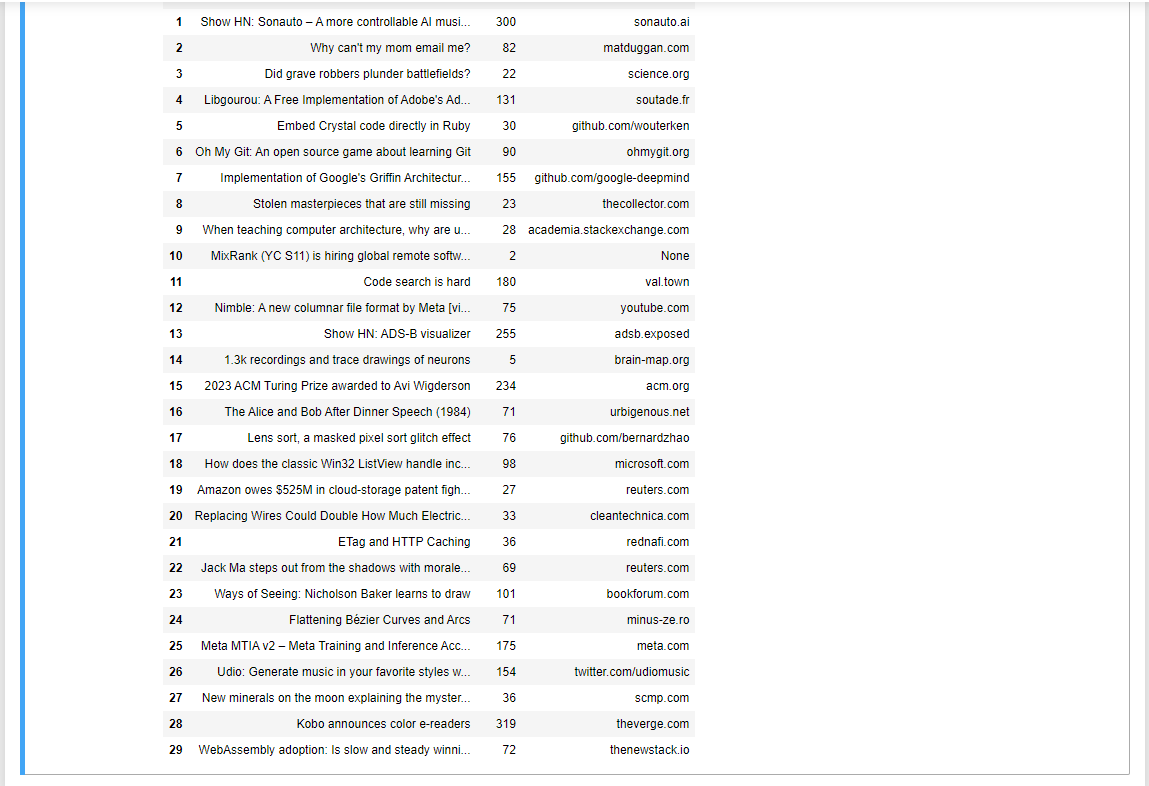 1 Show HN: Sonauto – A more controllable AI musi... 300 sonauto.ai
2 Why can't my mom email me? 82 matduggan.com
3 Did grave robbers plunder battlefields? 22 science.org
4 Libgourou: A Free Implementation of Adobe's Ad... 131 soutade.fr
5 Embed Crystal code directly in Ruby 30 github.com/wouterken
6 Oh My Git: An open source game about learning Git 90 ohmygit.org
7 Implementation of Google's Griffin Architectur... 155 github.com/google-deepmind
8 Stolen masterpieces that are still missing 23 thecollector.com
9 When teaching computer architecture, why are u... 28 academia.stackexchange.com
10 MixRank (YC S11) is hiring global remote softw... 2 None
11 Code search is hard 180 val.town
12 Nimble: A new columnar file format by Meta [vi... 75 youtube.com
13 Show HN: ADS-B visualizer 255 adsb.exposed
14 1.3k recordings and trace drawings of neurons 5 brain-map.org
15 2023 ACM Turing Prize awarded to Avi Wigderson 234 acm.org
16 The Alice and Bob After Dinner Speech (1984) 71 urbigenous.net
17 Lens sort, a masked pixel sort glitch effect 76 github.com/bernardzhao
18 How does the classic Win32 ListView handle inc... 98 microsoft.com
19 Amazon owes $525M in cloud-storage patent figh... 27 reuters.com
20 Replacing Wires Could Double How Much Electric... 33 cleantechnica.com
21 ETag and HTTP Caching 36 rednafi.com
22 Jack Ma steps out from the shadows with morale... 69 reuters.com
23 Ways of Seeing: Nicholson Baker learns to draw 101 bookforum.com
24 Flattening Bézier Curves and Arcs 71 minus-ze.ro
25 Meta MTIA v2 – Meta Training and Inference Acc... 175 meta.com
26 Udio: Generate music in your favorite styles w... 154 twitter.com/udiomusic
27 New minerals on the moon explaining the myster... 36 scmp.com
28 Kobo announces color e-readers 319 theverge.com
29 WebAssembly adoption: Is slow and steady winni... 72 thenewstack.io